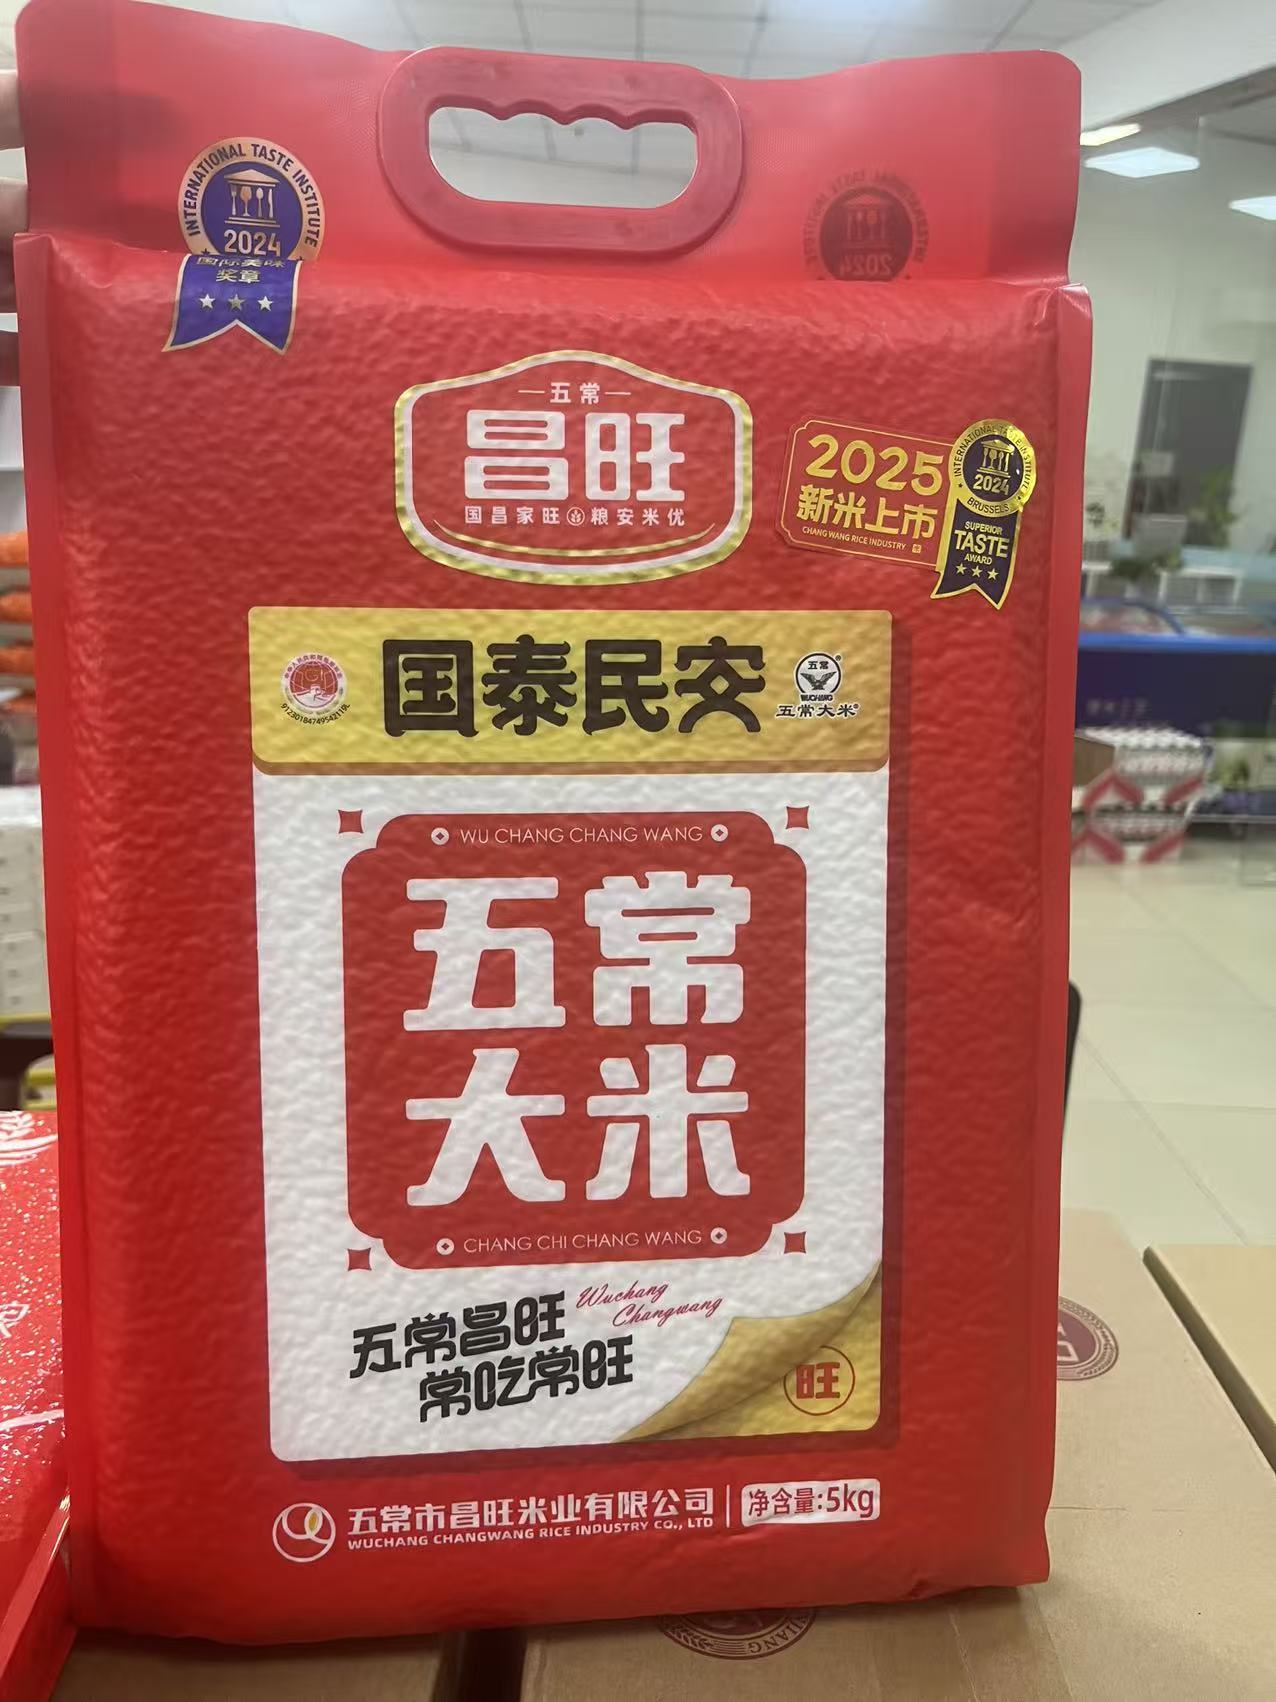 INTERNATIONAL TASTE INSTITUTE
2024
国际美味
奖章
五常
昌旺
国昌家旺 粮安米优
2025
新米上市
CHANG WANG RICE INDUSTRY
INTERNATIONAL TASTE INSTITUTE
2024
BRUSSELS
SUPERIOR
TASTE
AWARD
国泰民安
五常
WUCHANG
五常大米
WU CHANG CHANG WANG
五常
大米
CHANG CHI CHANG WANG
五常昌旺
常吃常旺
Wuchang
Changwang
旺
五常市昌旺米业有限公司
WUCHANG CHANGWANG RICE INDUSTRY CO., LTD
净含量:5kg